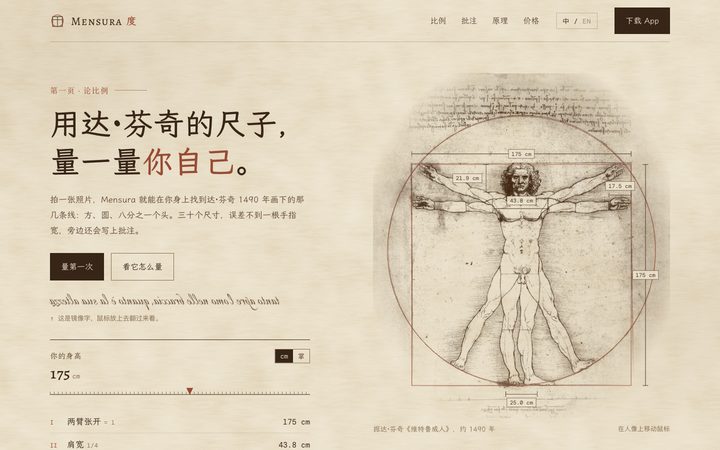 Mensura 度
比例 批注 原理 价格 中 / EN 下载 App
第一页 · 论比例
用达·芬奇的尺子，
量一量你自己。
拍一张照片，Mensura 就能在你身上找到达·芬奇 1490 年画下的那
几条线：方、圆、八分之一个头。三十个尺寸，误差不到一根手指
宽，旁边还会写上批注。
量第一次 看它怎么量
tanto apre l'omo nelle braccia quanto è la sua altezza
↑ 这是镜像字，鼠标放上去翻过来看。
你的身高 cm 掌
175 cm
I 两臂张开 = 1 175 cm
II 肩宽 1/4 43.8 cm
175 cm
21.9 cm
17.5 cm
43.8 cm
175 cm
25.0 cm
达·芬奇《维特鲁威人》，约 1490 年 在人像上移动鼠标